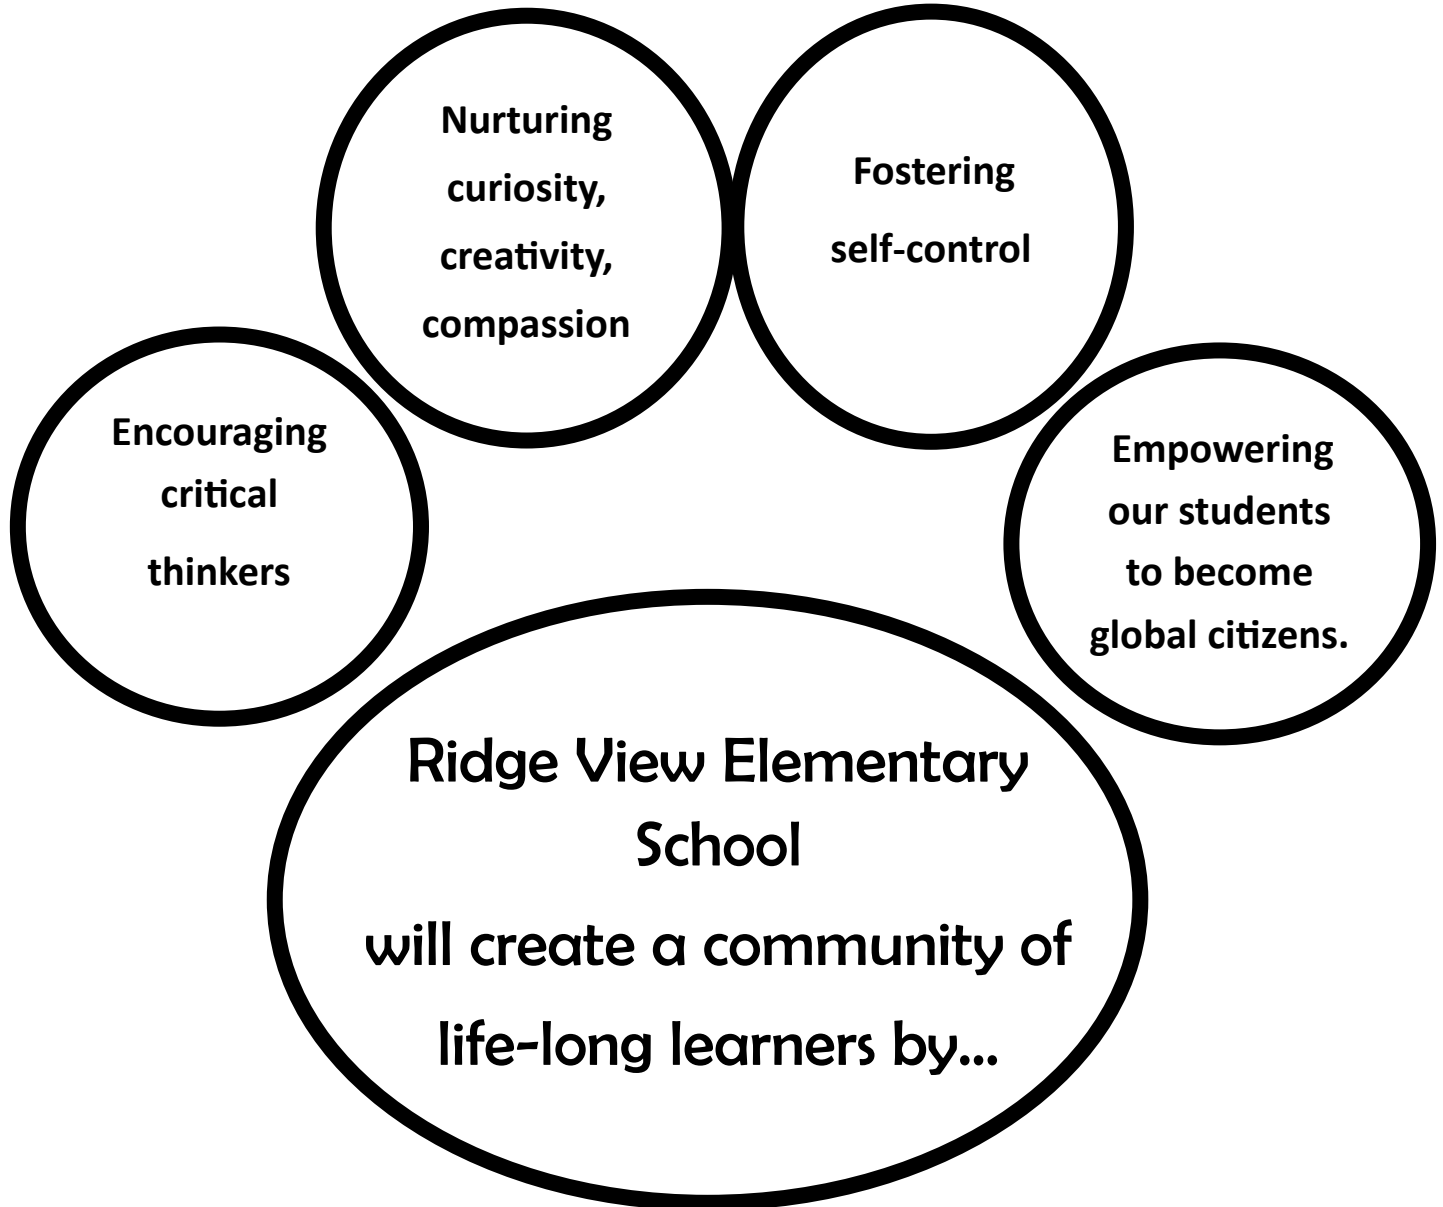 Ridge View Elementary
School
will create a community of
life-long learners by...
Encouraging
critical
thinkers
Nurturing
curiosity,
creativity,
compassion
Fostering
self-control
Empowering
our students
to become
global citizens.